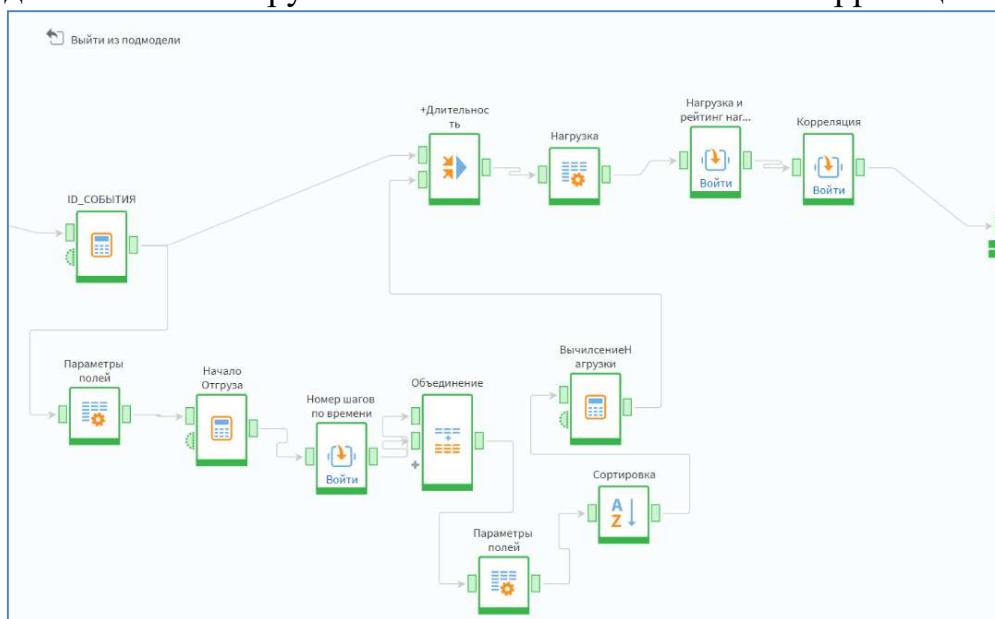 Выйти из подмодели
+Длительнос
ть
Нагрузка
Нагрузка и
рейтинг наг...
Корреляция
Войти
Войти
ID_СОБЫТИЯ
Параметры
полей
Начало
Отгруза
Номер шагов
по времени
Войти
Объединение
ВычилсениеН
агрузки
Сортировка
A
Z
Параметры
полей